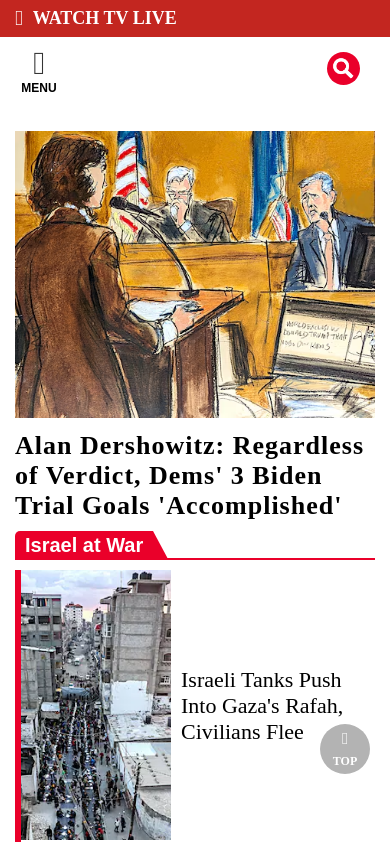 WATCH TV LIVE
MENU
Alan Dershowitz: Regardless
of Verdict, Dems' 3 Biden
Trial Goals 'Accomplished'
Israel at War
Israeli Tanks Push
Into Gaza's Rafah,
Civilians Flee
TOP